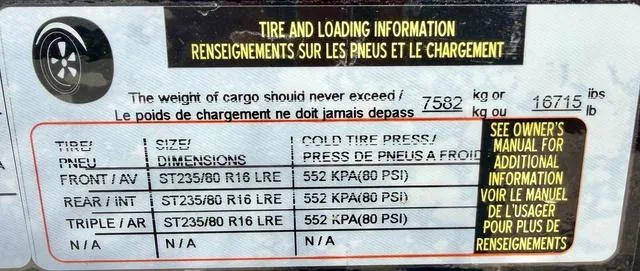 TIRE AND LOADING INFORMATION
RENSEIGNEMENTS SUR LES PNEUS ET LE CHARGEMENT
The weight of cargo should never exceed / 7582 kg or 16715 lbs
Le poids de chargement ne doit jamais depass kg ou lb
TIRE/ SIZE/ COLD TIRE PRESS/
PNEU DIMENSIONS PRESS DE PNEUS A FROID
FRONT / AV ST235/80 R16 LRE 552 KPA(80 PSI)
REAR / INT ST235/80 R16 LRE 552 KPA(80 PSI)
TRIPLE / AR ST235/80 R16 LRE 552 KPA(80 PSI)
N / A N / A N / A
SEE OWNER'S
MANUAL FOR
ADDITIONAL
INFORMATION
VOIR LE MANUEL
DE L'USAGER
POUR PLUS DE
RENSEIGNEMENTS